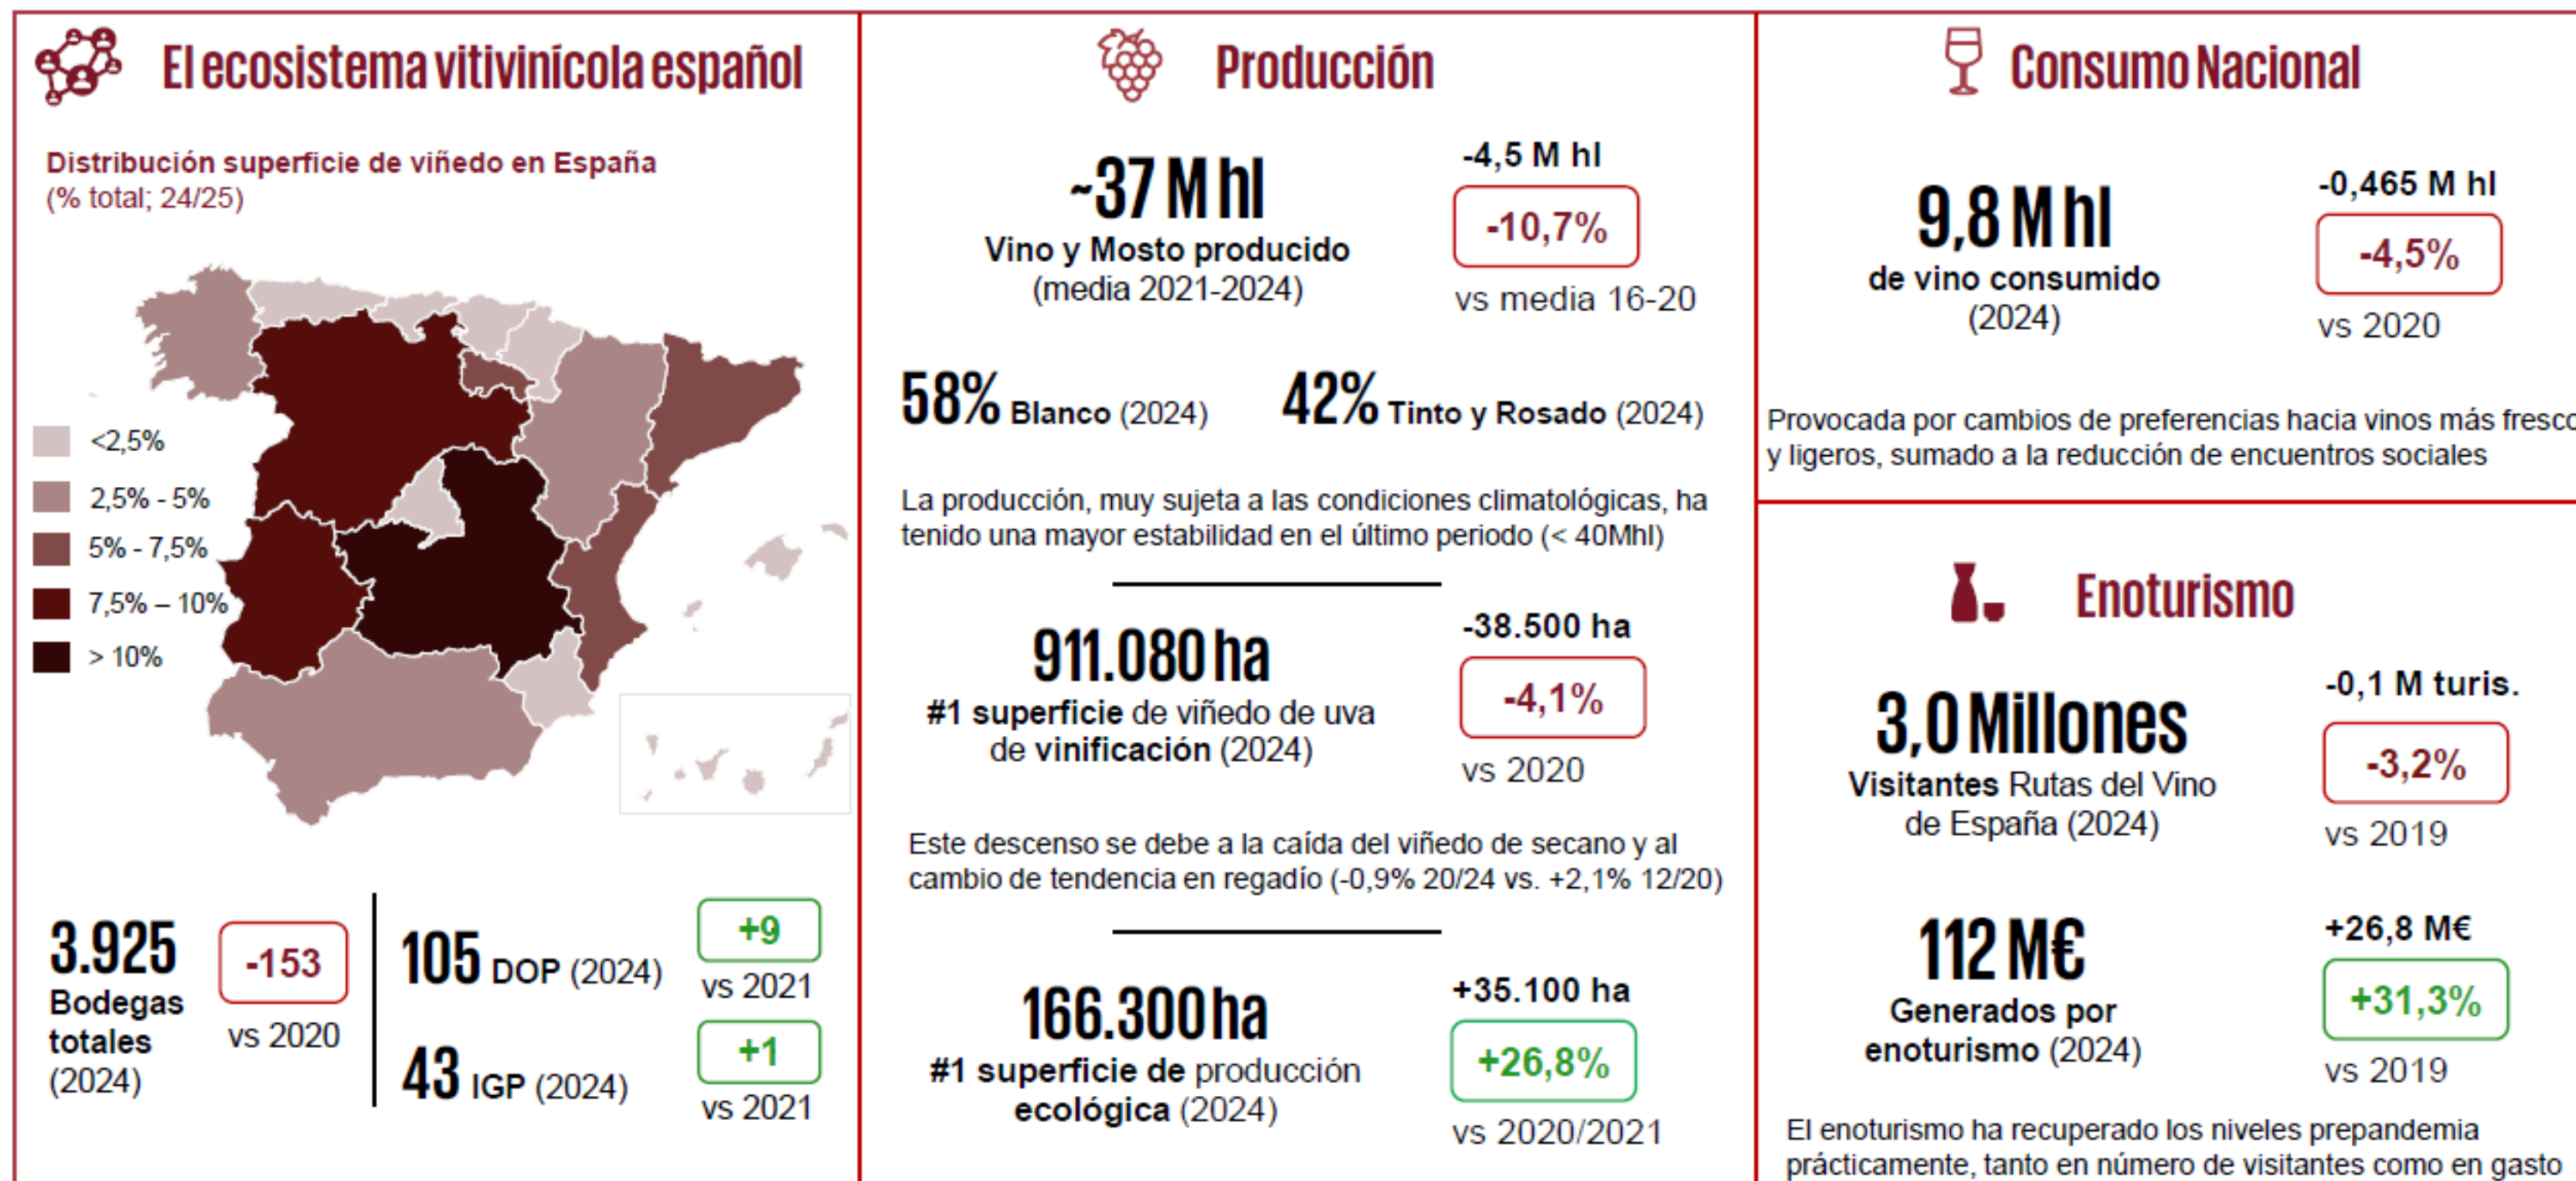 El ecosistema vitivinícola español
Distribución superficie de viñedo en España
(% total; 24/25)
<2,5%
2,5% - 5%
5% - 7,5%
7,5% – 10%
> 10%
3.925
Bodegas
totales
(2024)
-153
vs 2020
105 DOP (2024)
+9
vs 2021
43 IGP (2024)
+1
vs 2021
Producción
~37 M hl
Vino y Mosto producido
(media 2021-2024)
-4,5 M hl
-10,7%
vs media 16-20
58% Blanco (2024)
42% Tinto y Rosado (2024)
La producción, muy sujeta a las condiciones climatológicas, ha
tenido una mayor estabilidad en el último periodo (< 40Mhl)
911.080 ha
#1 superficie de viñedo de uva
de vinificación (2024)
-38.500 ha
-4,1%
vs 2020
Este descenso se debe a la caída del viñedo de secano y al
cambio de tendencia en regadío (-0,9% 20/24 vs. +2,1% 12/20)
166.300 ha
#1 superficie de producción
ecológica (2024)
+35.100 ha
+26,8%
vs 2020/2021
Consumo Nacional
9,8 M hl
de vino consumido
(2024)
-0,465 M hl
-4,5%
vs 2020
Provocada por cambios de preferencias hacia vinos más fresco
y ligeros, sumado a la reducción de encuentros sociales
Enoturismo
3,0 Millones
Visitantes Rutas del Vino
de España (2024)
-0,1 M turis.
-3,2%
vs 2019
112 M€
Generados por
enoturismo (2024)
+26,8 M€
+31,3%
vs 2019
El enoturismo ha recuperado los niveles prepandemia
prácticamente, tanto en número de visitantes como en gasto